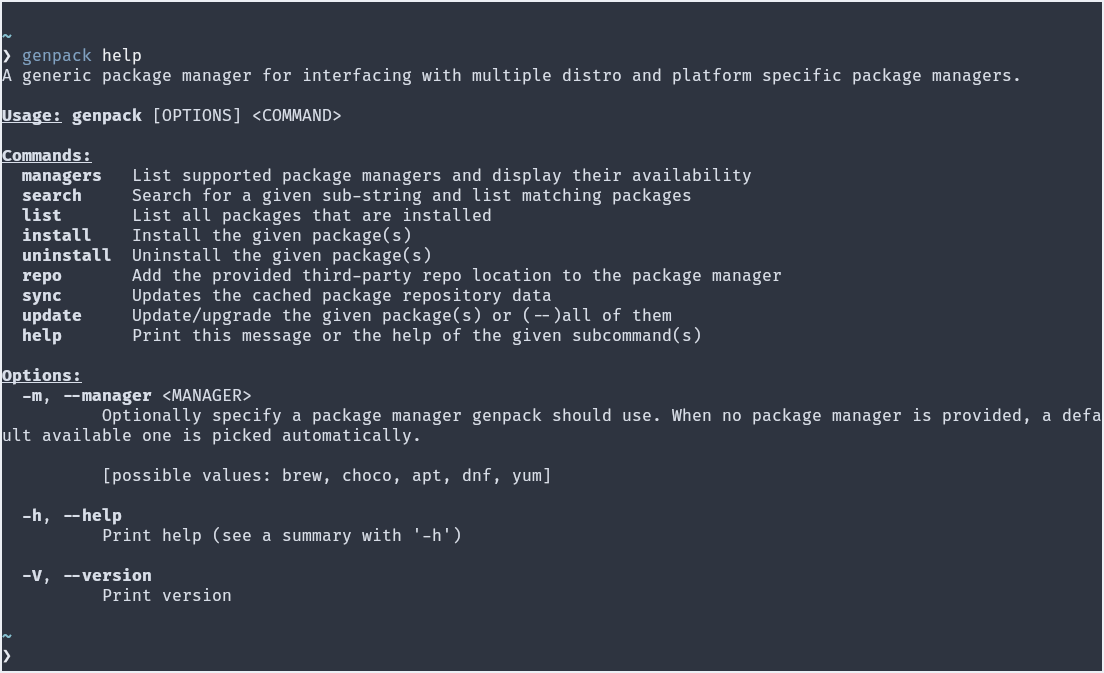 ~
❯ genpack help
A generic package manager for interfacing with multiple distro and platform specific package managers.
Usage: genpack [OPTIONS] <COMMAND>
Commands:
managers   List supported package managers and display their availability
search     Search for a given sub-string and list matching packages
list       List all packages that are installed
install    Install the given package(s)
uninstall  Uninstall the given package(s)
repo       Add the provided third-party repo location to the package manager
sync       Updates the cached package repository data
update     Update/upgrade the given package(s) or (--)all of them
help       Print this message or the help of the given subcommand(s)
Options:
-m, --manager <MANAGER>
Optionally specify a package manager genpack should use. When no package manager is provided, a defa
ult available one is picked automatically.
[possible values: brew, choco, apt, dnf, yum]
-h, --help
Print help (see a summary with '-h')
-V, --version
Print version
~
❯